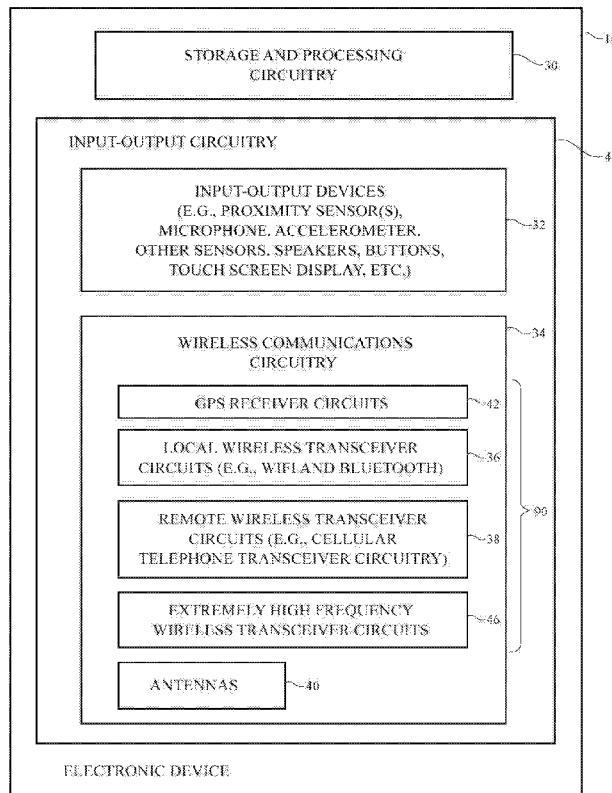 STORAGE AND PROCESSING
CIRCUITRY
30
INPUT-OUTPUT CIRCUITRY
INPUT-OUTPUT DEVICES
(E.G., PROXIMITY SENSOR(S),
MICROPHONE, ACCELEROMETER,
OTHER SENSORS, SPEAKERS, BUTTONS,
TOUCH SCREEN DISPLAY, ETC.)
32
WIRELESS COMMUNICATIONS
CIRCUITRY
34
GPS RECEIVER CIRCUITS
42
LOCAL WIRELESS TRANSCEIVER
CIRCUITS (E.G., WIFI AND BLUETOOTH)
36
REMOTE WIRELESS TRANSCEIVER
CIRCUITS (E.G., CELLULAR
TELEPHONE TRANSCEIVER CIRCUITRY)
38
EXTREMELY HIGH FREQUENCY
WIRELESS TRANSCEIVER CIRCUITS
46
90
ANTENNAS
40
ELECTRONIC DEVICE